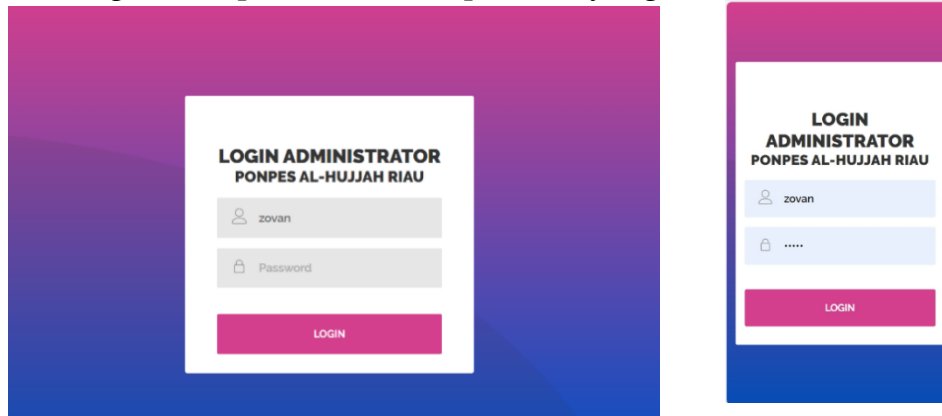 LOGIN ADMINISTRATOR
PONPES AL-HUJJAH RIAU
zovan
Password
LOGIN
LOGIN
ADMINISTRATOR
PONPES AL-HUJJAH RIAU
zovan
•••••
LOGIN